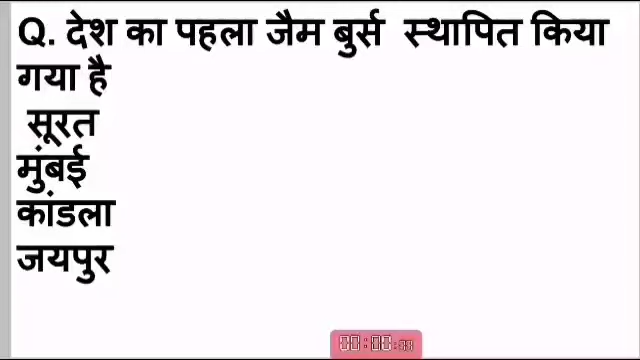 Q. देश का पहला जैम बुर्स स्थापित किया
गया है
सूरत
मुंबई
कांडला
जयपुर